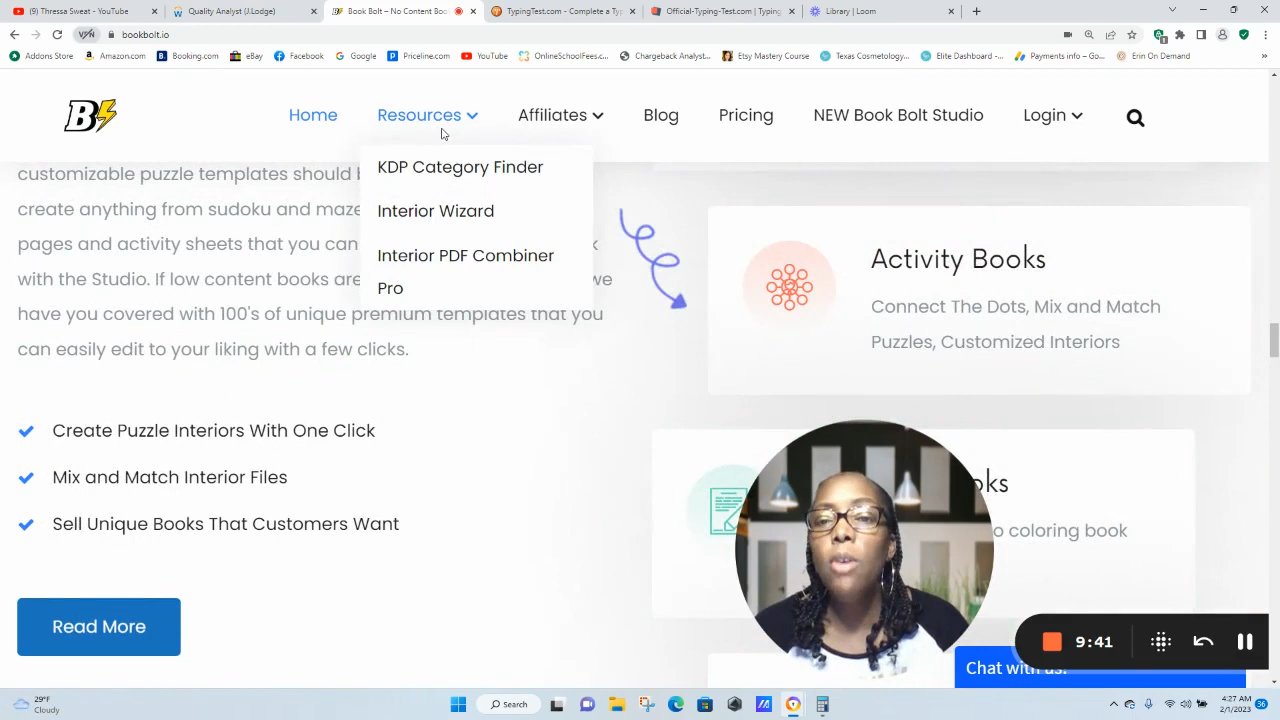 (2) Thressa Sweat - YouTube
Quality Analyst (J.Lodge)
Book Bolt – No Content Boo
TypingTest.com - Complete a Ty
Official-Typing-Test.com | Typing
Library | Loom
VPN
bookbolt.io
Addons Store
Amazon.com
Booking.com
eBay
Facebook
Google
Priceline.com
YouTube
OnlineSchoolFees.c...
Chargeback Analyst...
Etsy Mastery Course
Texas Cosmetology...
Elite Dashboard -...
Payments info – Go...
Erin On Demand
B
Home
Resources
Affiliates
Blog
Pricing
NEW Book Bolt Studio
Login
KDP Category Finder
Interior Wizard
Interior PDF Combiner
Pro
customizable puzzle templates should b
create anything from sudoku and maze
pages and activity sheets that you can k
with the Studio. If low content books are we
have you covered with 100's of unique premium templates that you
can easily edit to your liking with a few clicks.
Create Puzzle Interiors With One Click
Mix and Match Interior Files
Sell Unique Books That Customers Want
Read More
Activity Books
Connect The Dots, Mix and Match
Puzzles, Customized Interiors
oks
o coloring book
9:41
Chat with us!
29°F
Cloudy
Search
4:27 AM
2/1/2023
36